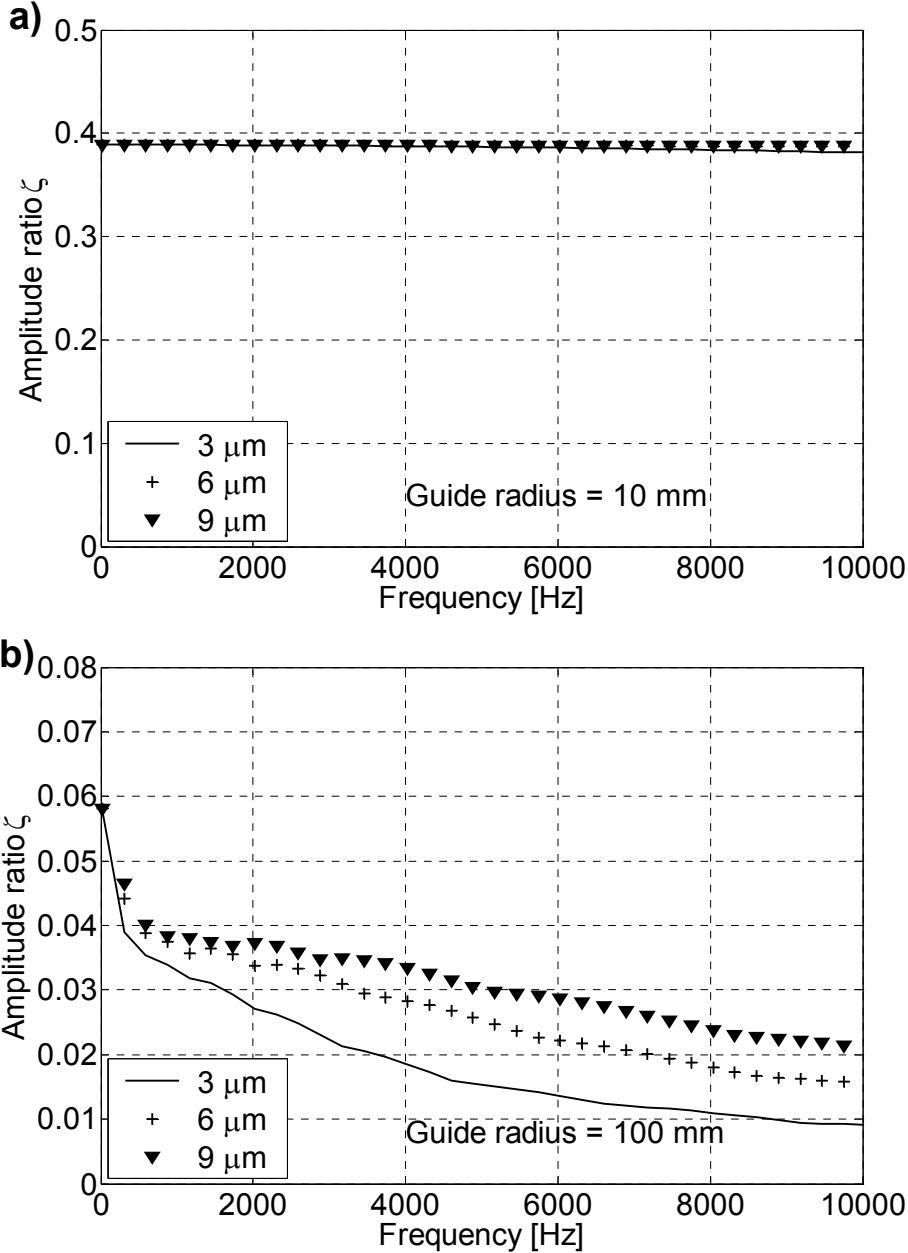 a)
0.5
0.4
0.3
0.2
0.1
0
Amplitude ratio ζ
3 μm
6 μm
9 μm
Guide radius = 10 mm
0 2000 4000 6000 8000 10000
Frequency [Hz]
b)
0.08
0.07
0.06
0.05
0.04
0.03
0.02
0.01
0
Amplitude ratio ζ
3 μm
6 μm
9 μm
Guide radius = 100 mm
0 2000 4000 6000 8000 10000
Frequency [Hz]